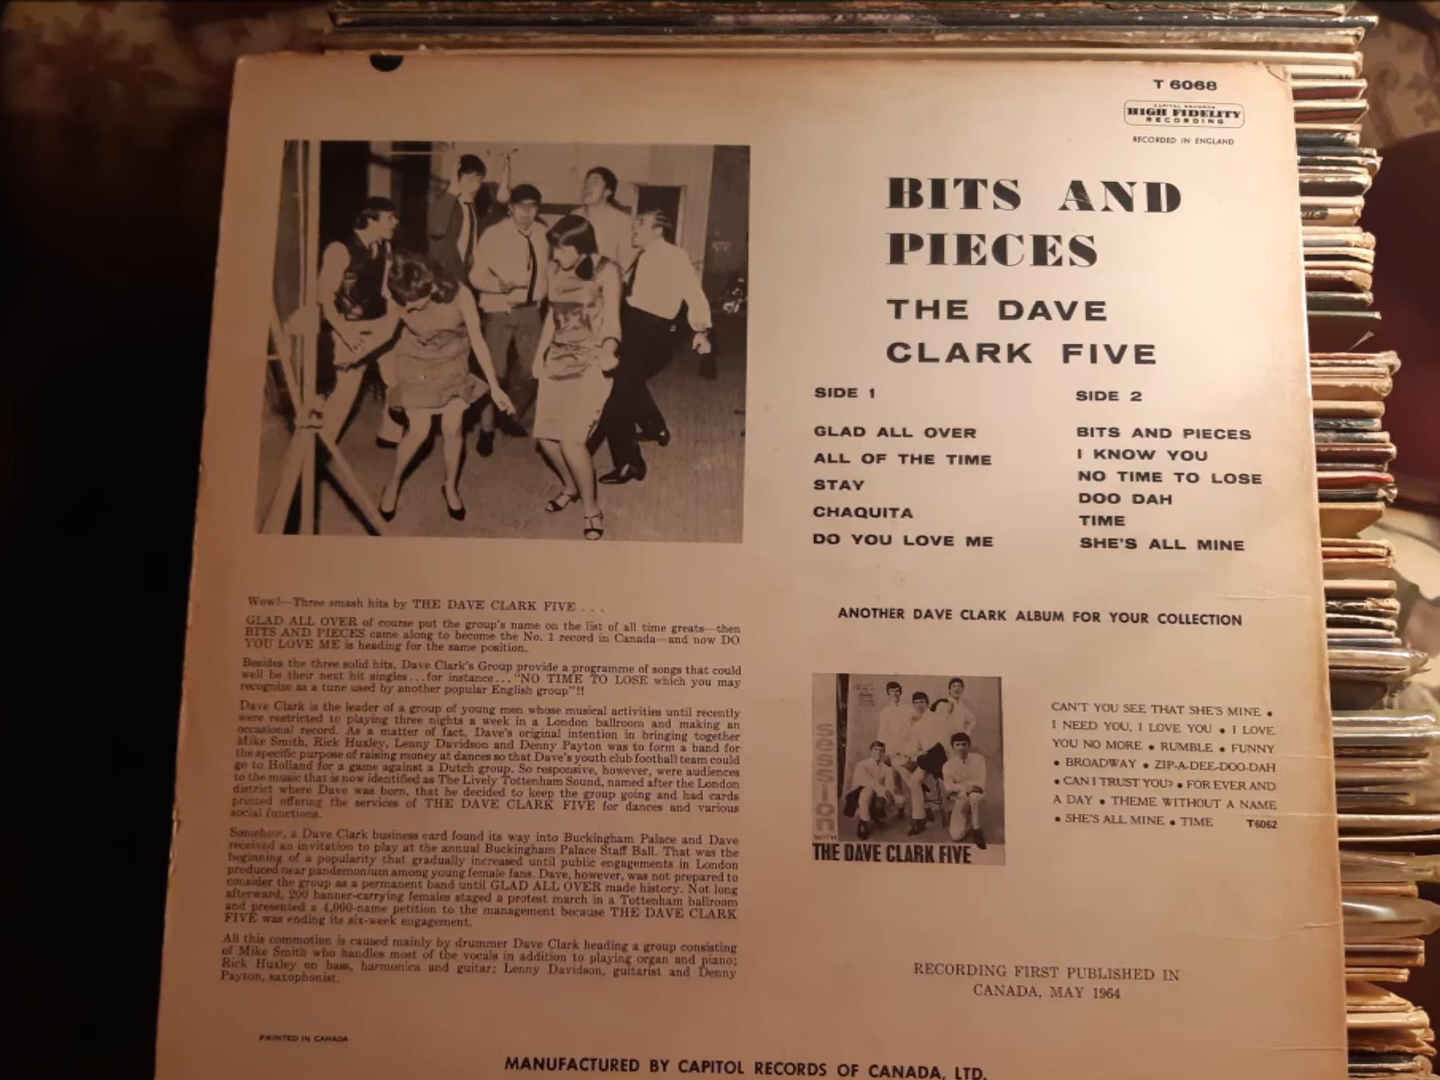 T 6068
CAPITOL RECORDS
HIGH FIDELITY
RECORDING
RECORDED IN ENGLAND
BITS AND
PIECES
THE DAVE
CLARK FIVE
SIDE 1
GLAD ALL OVER
ALL OF THE TIME
STAY
CHAQUITA
DO YOU LOVE ME
SIDE 2
BITS AND PIECES
I KNOW YOU
NO TIME TO LOSE
DOO DAH
TIME
SHE'S ALL MINE
Wow!—Three smash hits by THE DAVE CLARK FIVE . . .
GLAD ALL OVER of course put the group's name on the list of all time greats—then
BITS AND PIECES came along to become the No. 1 record in Canada—and now DO
YOU LOVE ME is heading for the same position.
Besides the three solid hits, Dave Clark's Group provide a programme of songs that could
well be their next hit singles . . . for instance . . . "NO TIME TO LOSE which you may
recognize as a tune used by another popular English group"!!
Dave Clark is the leader of a group of young men whose musical activities until recently
were restricted to playing three nights a week in a London ballroom and making an
occasional record. As a matter of fact, Dave's original intention in bringing together
Mike Smith, Rick Huxley, Lenny Davidson and Denny Payton was to form a band for
the specific purpose of raising money at dances so that Dave's youth club football team could
go to Holland for a game against a Dutch group. So responsive, however, were audiences
to the music that is now identified as The Lively Tottenham Sound, named after the London
district where Dave was born, that he decided to keep the group going and had cards
printed offering the services of THE DAVE CLARK FIVE for dances and various
social functions.
Somehow, a Dave Clark business card found its way into Buckingham Palace and Dave
received an invitation to play at the annual Buckingham Palace Staff Ball. That was the
beginning of a popularity that gradually increased until public engagements in London
produced near pandemonium among young female fans. Dave, however, was not prepared to
consider the group as a permanent band until GLAD ALL OVER made history. Not long
afterward, 200 banner-carrying females staged a protest march in a Tottenham ballroom
and presented a 4,000-name petition to the management because THE DAVE CLARK
FIVE was ending its six-week engagement.
All this commotion is caused mainly by drummer Dave Clark heading a group consisting
of Mike Smith who handles most of the vocals in addition to playing organ and piano;
Rick Huxley on bass, harmonica and guitar; Lenny Davidson, guitarist and Denny
Payton, saxophonist.
ANOTHER DAVE CLARK ALBUM FOR YOUR COLLECTION
session
WITH
THE DAVE CLARK FIVE
CAN'T YOU SEE THAT SHE'S MINE •
I NEED YOU, I LOVE YOU • I LOVE
YOU NO MORE • RUMBLE • FUNNY
• BROADWAY • ZIP-A-DEE-DOO-DAH
• CAN I TRUST YOU? • FOR EVER AND
A DAY • THEME WITHOUT A NAME
• SHE'S ALL MINE • TIME T6062
RECORDING FIRST PUBLISHED IN
CANADA, MAY 1964
PRINTED IN CANADA
MANUFACTURED BY CAPITOL RECORDS OF CANADA, LTD.